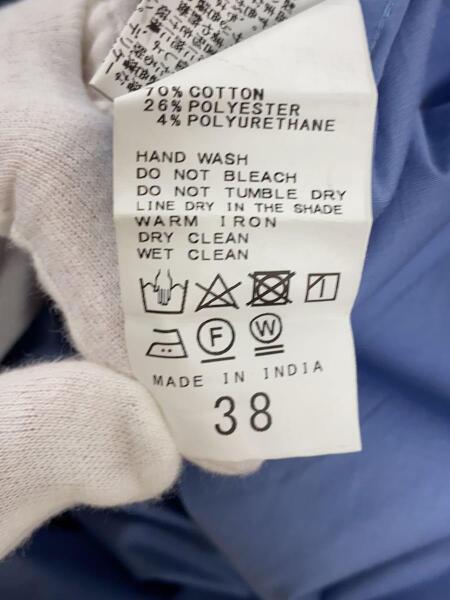 70% COTTON
26% POLYESTER
4% POLYURETHANE
HAND WASH
DO NOT BLEACH
DO NOT TUMBLE DRY
LINE DRY IN THE SHADE
WARM IRON
DRY CLEAN
WET CLEAN
F W
MADE IN INDIA
38